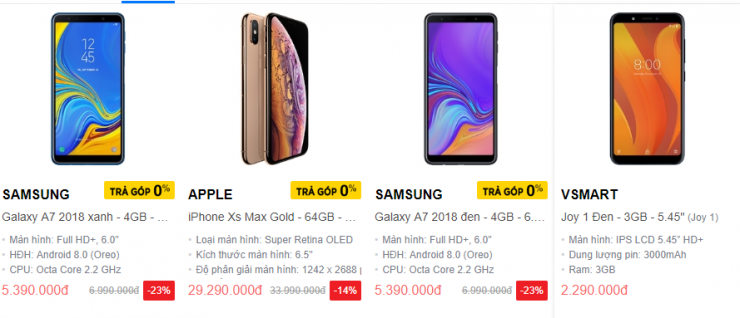 SAMSUNG TRẢ GÓP 0%
Galaxy A7 2018 xanh - 4GB - ...
Màn hình: Full HD+, 6.0"
HĐH: Android 8.0 (Oreo)
CPU: Octa Core 2.2 GHz
5.390.000đ 6.990.000đ -23%
APPLE TRẢ GÓP 0%
iPhone Xs Max Gold - 64GB - ...
Loại màn hình: Super Retina OLED
Kích thước màn hình: 6.5"
Độ phân giải màn hình: 1242 x 2688 p
29.290.000đ 33.990.000đ -14%
SAMSUNG TRẢ GÓP 0%
Galaxy A7 2018 đen - 4GB - 6....
Màn hình: Full HD+, 6.0"
HĐH: Android 8.0 (Oreo)
CPU: Octa Core 2.2 GHz
5.390.000đ 6.990.000đ -23%
8:00
VSMART
Joy 1 Đen - 3GB - 5.45" (Joy 1)
Màn hình: IPS LCD 5.45" HD+
Dung lượng pin: 3000mAh
Ram: 3GB
2.290.000đ